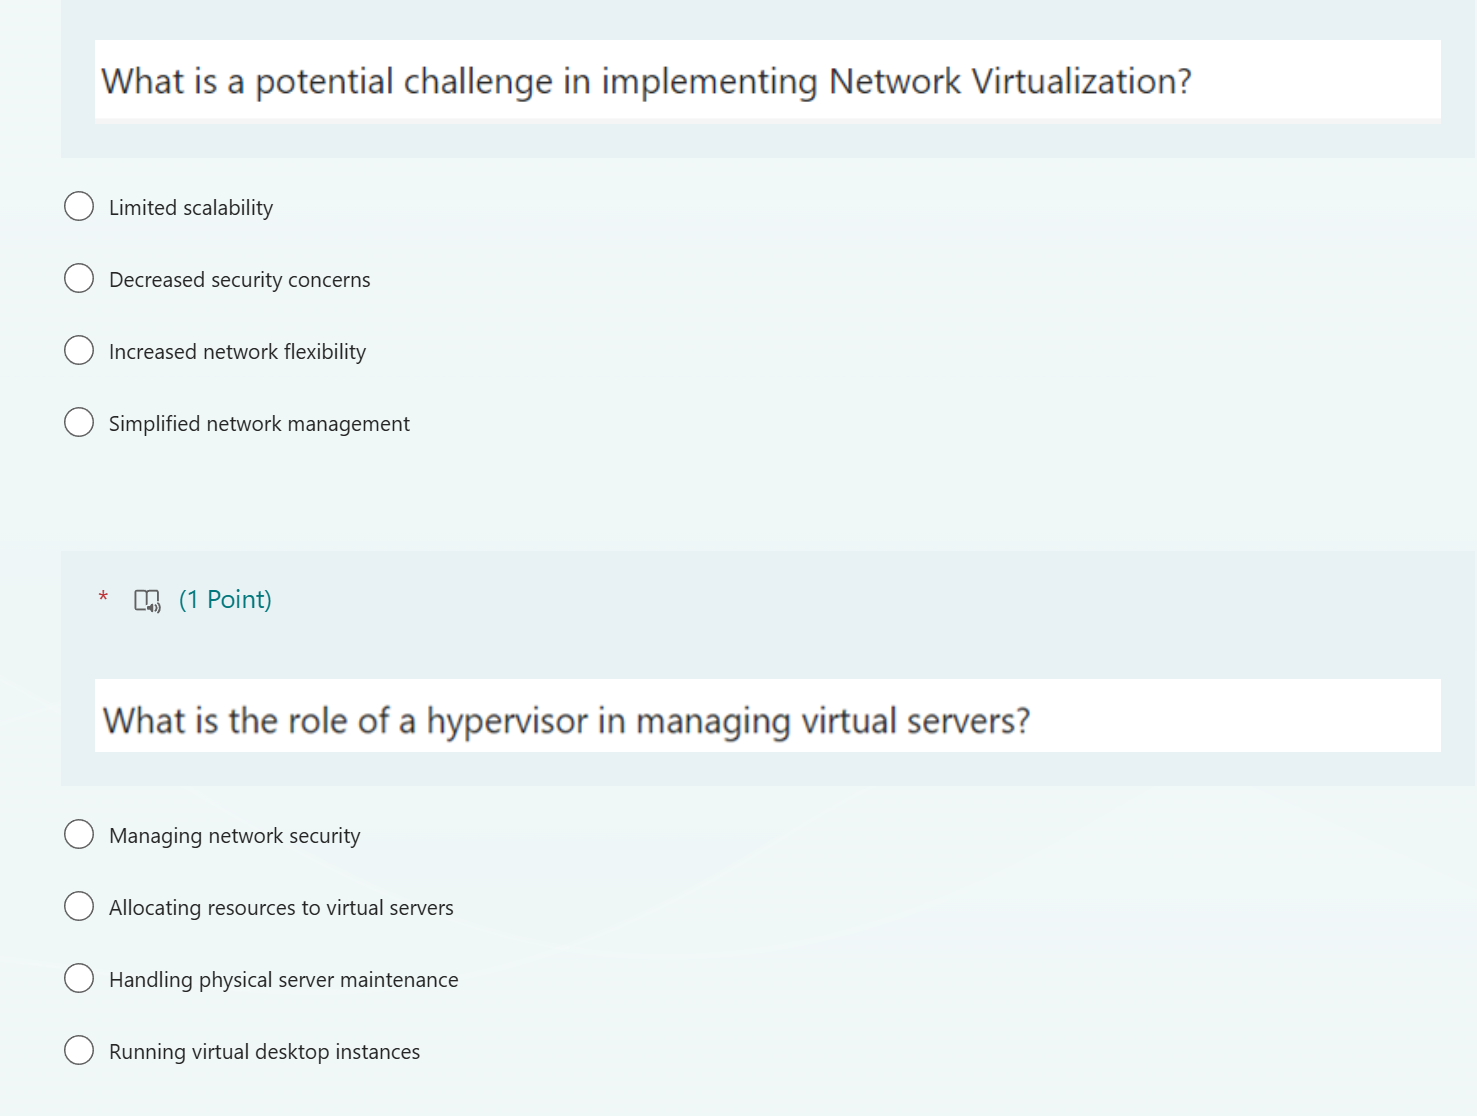 What is a potential challenge in implementing Network Virtualization?
Limited scalability
Decreased security concerns
Increased network flexibility
Simplified network management
* (1 Point)
What is the role of a hypervisor in managing virtual servers?
Managing network security
Allocating resources to virtual servers
Handling physical server maintenance
Running virtual desktop instances